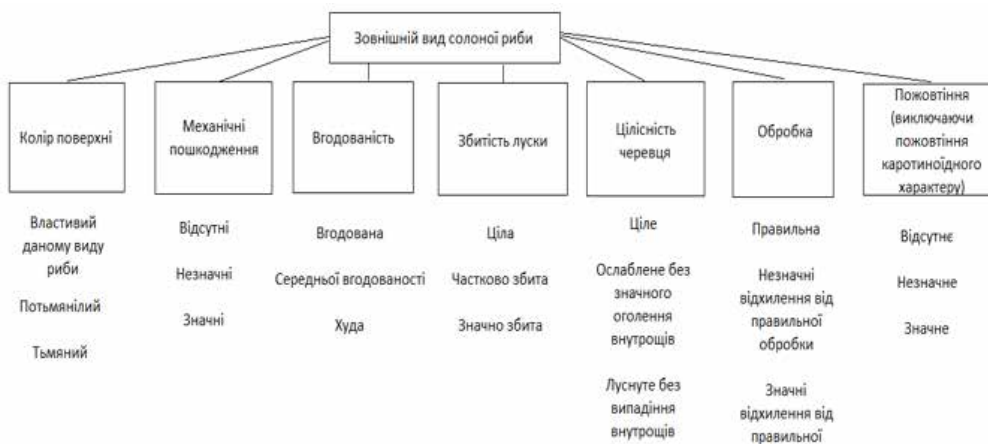 Зовнішній вид солоної риби
Колір поверхні
Механічні
пошкодження
Вгодованість
Збитість луски
Цілісність
черевця
Обробка
Пожовтіння
(виключаючи
пожовтіння
каротиноїдного
характеру)
Властивий
даному виду
риби
Потьмянілий
Тьмяний
Відсутні
Незначні
Значні
Вгодована
Середньої вгодованості
Худа
Ціла
Частково збита
Значно збита
Ціле
Ослаблене без
значного
оголення
внутрощів
Луснуте без
випадіння
внутрощів
Правильна
Незначні
відхилення від
правильної
обробки
Значні
відхилення від
правильної
Відсутнє
Незначне
Значне